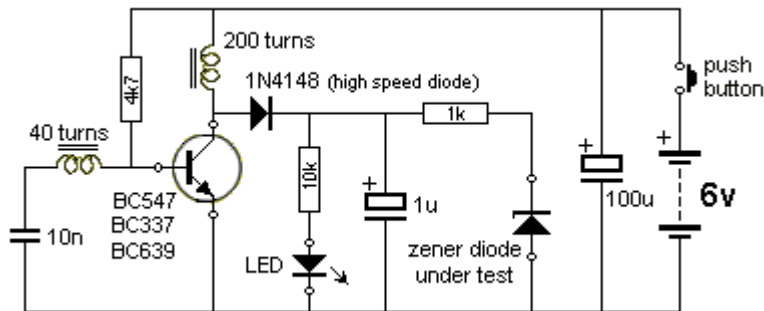 200 turns
push
button
4k7
1N4148 (high speed diode)
40 turns
1k
+
10k
+
+
BC547
BC337
BC639
1u
100u
6v
10n
LED
zener diode
under test